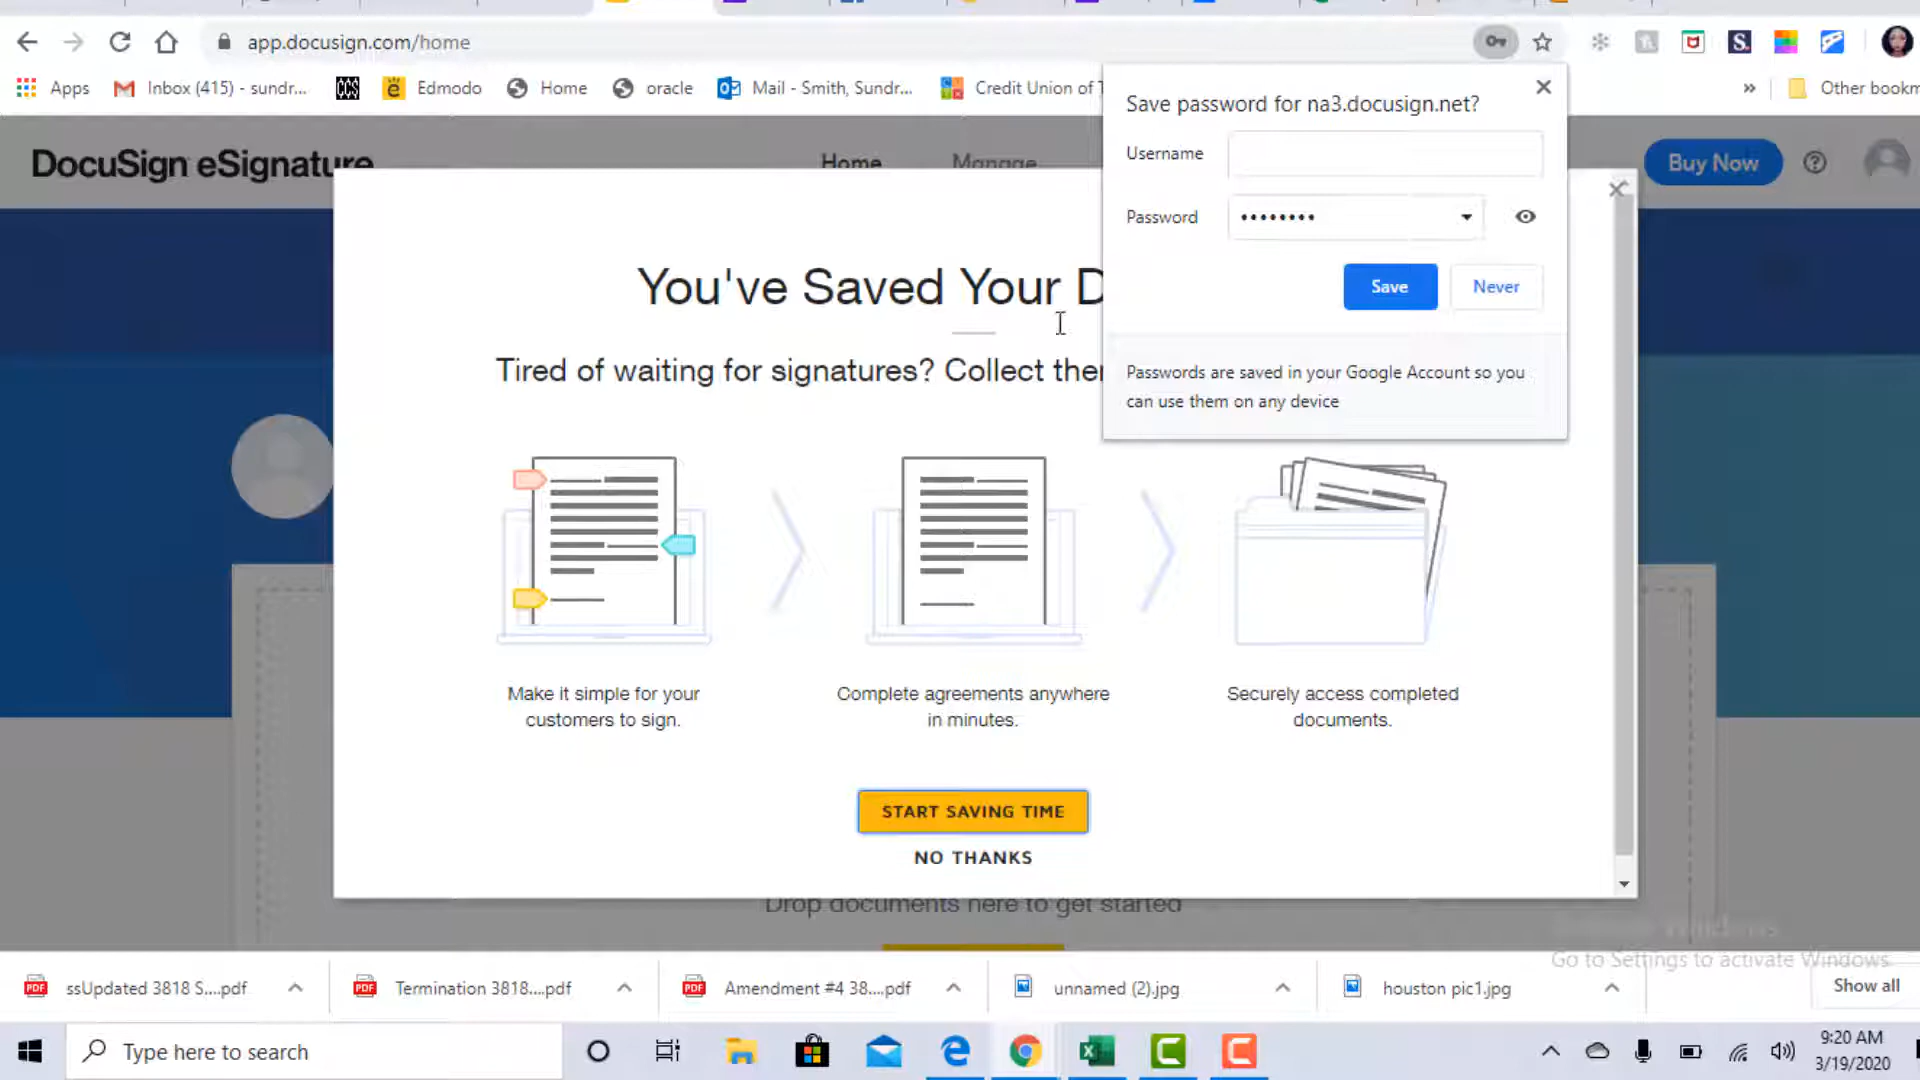 app.docusign.com/home
Apps
Inbox (415) - sundr...
CCS
Edmodo
Home
oracle
Mail - Smith, Sundr...
Credit Union of T
»
Other bookm
DocuSign eSignature
Home
Manage
Buy Now
Save password for na3.docusign.net?
Username
Password
••••••••
Save
Never
Passwords are saved in your Google Account so you
can use them on any device
You've Saved Your D
Tired of waiting for signatures? Collect ther
Make it simple for your
customers to sign.
Complete agreements anywhere
in minutes.
Securely access completed
documents.
START SAVING TIME
NO THANKS
Drop documents here to get started
Windows
Go to Settings to activate Windows.
PDF ssUpdated 3818 S....pdf
PDF Termination 3818....pdf
PDF Amendment #4 38....pdf
unnamed (2).jpg
houston pic1.jpg
Show all
Type here to search
9:20 AM
3/19/2020